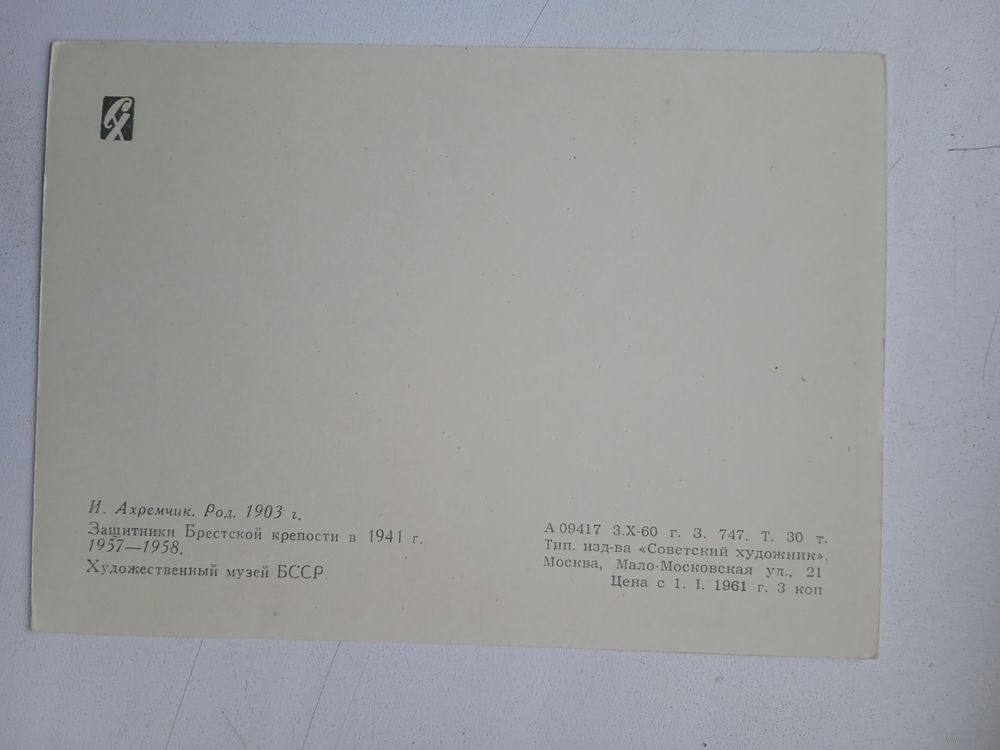 СХ
И. Ахремчик. Род. 1903 г.
Защитники Брестской крепости в 1941 г.
1957—1958.
Художественный музей БССР.
А 09417 3.X-60 г. З. 747. Т. 30 т.
Тип. изд-ва «Советский художник».
Москва, Мало-Московская ул., 21
Цена с 1. I. 1961 г. 3 коп